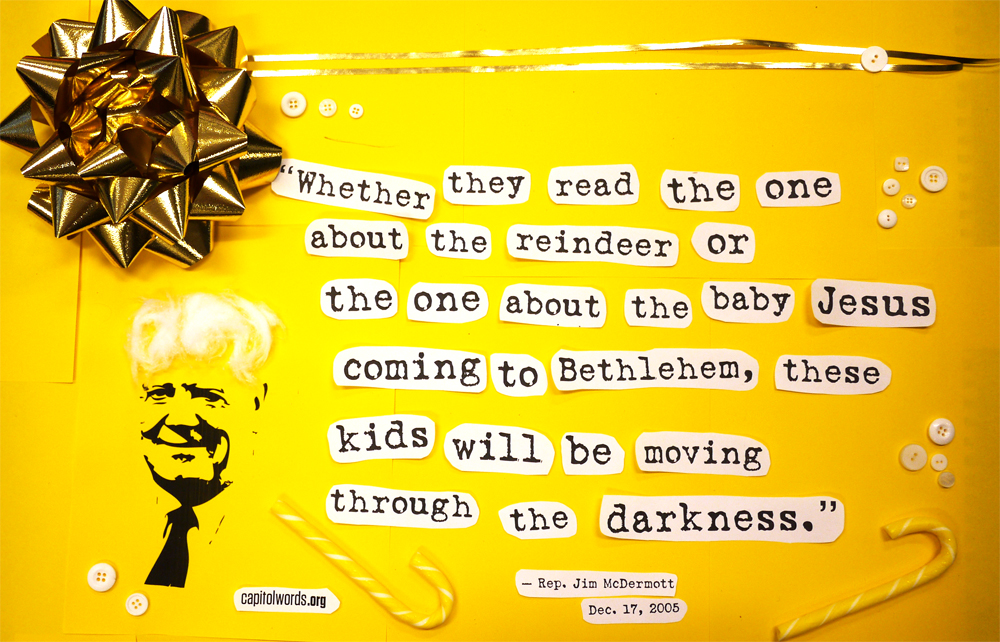 “Whether they read the one
about the reindeer or
the one about the baby Jesus
coming to Bethlehem, these
kids will be moving
through the darkness.”
— Rep. Jim McDermott
Dec. 17, 2005
capitolwords.org